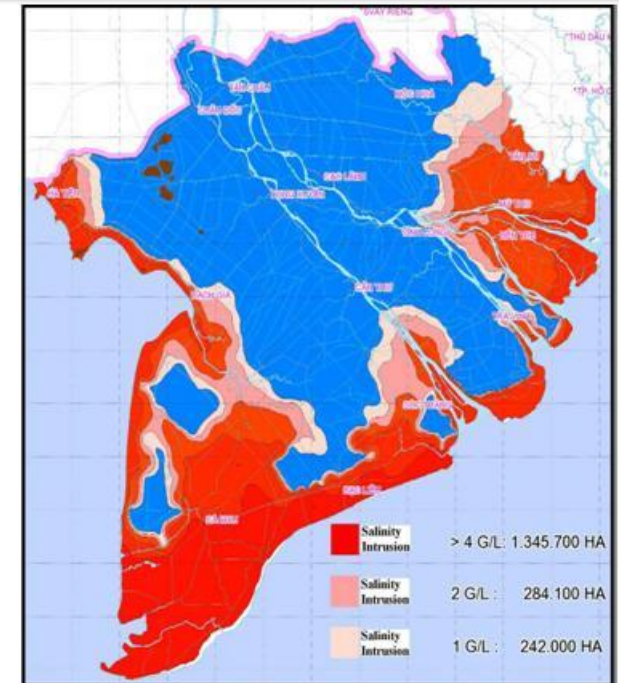 SVAY RIENG
THỦ DẦU
TP. HỒ C
TÂN CHÂU
CHÂU ĐỐC
MỘC HOÁ
TÂN AN
CAO LÃNH
HÀ TIÊN
LONG XUYÊN
MỸ THO
VĨNH LONG
BẾN TRE
CẦN THƠ
RẠCH GIÁ
TRÀ VINH
SÓC TRĂNG
BẠC LIÊU
CÀ MAU
Salinity
Intrusion > 4 G/L: 1.345.700 HA
Salinity
Intrusion 2 G/L : 284.100 HA
Salinity
Intrusion 1 G/L : 242.000 HA